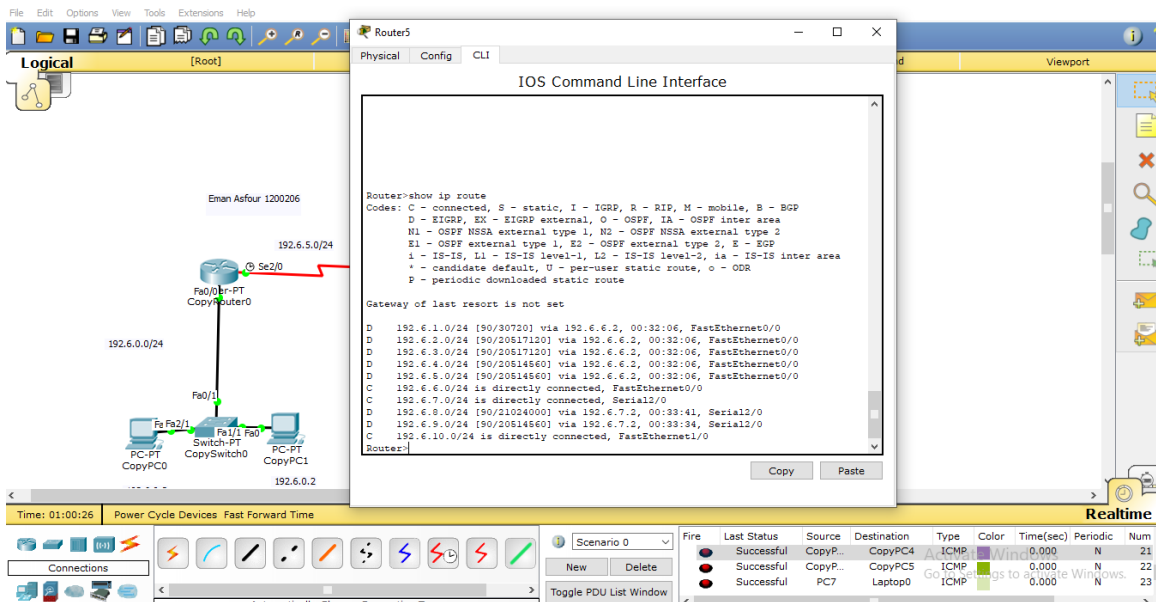 File Edit Options View Tools Extensions Help
Logical
[Root]
Viewport
Router5
Physical Config CLI
IOS Command Line Interface
Router>show ip route
Codes: C - connected, S - static, I - IGRP, R - RIP, M - mobile, B - BGP
D - EIGRP, EX - EIGRP external, O - OSPF, IA - OSPF inter area
N1 - OSPF NSSA external type 1, N2 - OSPF NSSA external type 2
E1 - OSPF external type 1, E2 - OSPF external type 2, E - EGP
i - IS-IS, L1 - IS-IS level-1, L2 - IS-IS level-2, ia - IS-IS inter area
* - candidate default, U - per-user static route, o - ODR
P - periodic downloaded static route
Gateway of last resort is not set
D 192.6.1.0/24 [90/30720] via 192.6.6.2, 00:32:06, FastEthernet0/0
D 192.6.2.0/24 [90/20517120] via 192.6.6.2, 00:32:06, FastEthernet0/0
D 192.6.3.0/24 [90/20517120] via 192.6.6.2, 00:32:06, FastEthernet0/0
D 192.6.4.0/24 [90/20514560] via 192.6.6.2, 00:32:06, FastEthernet0/0
D 192.6.5.0/24 [90/20514560] via 192.6.6.2, 00:32:06, FastEthernet0/0
C 192.6.6.0/24 is directly connected, FastEthernet0/0
C 192.6.7.0/24 is directly connected, Serial2/0
D 192.6.8.0/24 [90/21024000] via 192.6.7.2, 00:33:41, Serial2/0
D 192.6.9.0/24 [90/20514560] via 192.6.7.2, 00:33:34, Serial2/0
C 192.6.10.0/24 is directly connected, FastEthernet1/0
Router>
Copy Paste
Eman Asfour 1200206
192.6.5.0/24
Se2/0
Fa0/0
er-PT
CopyRouter0
192.6.0.0/24
Fa0/1
Fa Fa2/1
Fa1/1 Fa0
Switch-PT
CopySwitch0
PC-PT
CopyPC0
PC-PT
CopyPC1
192.6.0.2
Time: 01:00:26 Power Cycle Devices Fast Forward Time
Realtime
Connections
Scenario 0
New Delete
Toggle PDU List Window
Fire Last Status Source Destination Type Color Time(sec) Periodic Num
Successful CopyP... CopyPC4 ICMP 0.000 N 21
Successful CopyP... CopyPC5 ICMP 0.000 N 22
Successful PC7 Laptop0 ICMP 0.000 N 23
Activate Windows
Go to Settings to activate Windows.